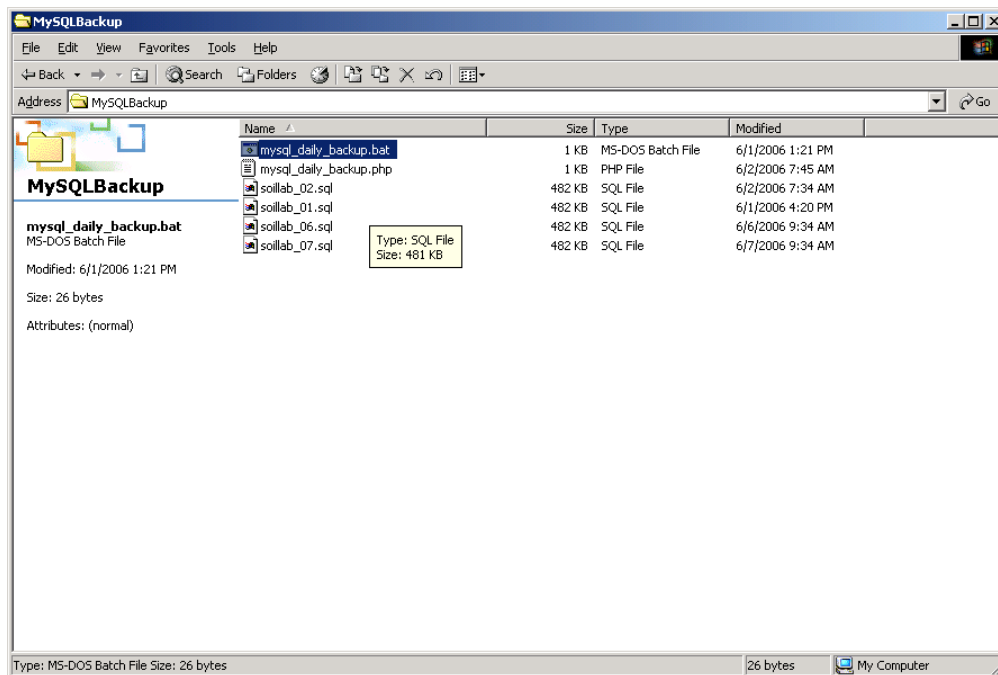 MySQLBackup
File Edit View Favorites Tools Help
Back Search Folders
Address MySQLBackup Go
Name Size Type Modified
mysql_daily_backup.bat 1 KB MS-DOS Batch File 6/1/2006 1:21 PM
mysql_daily_backup.php 1 KB PHP File 6/2/2006 7:45 AM
soillab_02.sql 482 KB SQL File 6/2/2006 7:34 AM
soillab_01.sql 482 KB SQL File 6/1/2006 4:20 PM
soillab_06.sql 482 KB SQL File 6/6/2006 9:34 AM
soillab_07.sql 482 KB SQL File 6/7/2006 9:34 AM
Type: SQL File
Size: 481 KB
MySQLBackup
mysql_daily_backup.bat
MS-DOS Batch File
Modified: 6/1/2006 1:21 PM
Size: 26 bytes
Attributes: (normal)
Type: MS-DOS Batch File Size: 26 bytes 26 bytes My Computer